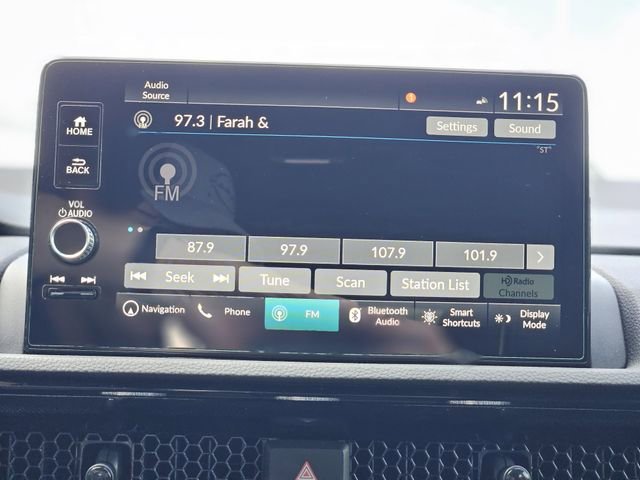 Audio
Source
11:15
HOME
97.3 | Farah &
Settings
Sound
"ST"
BACK
FM
VOL
AUDIO
87.9
97.9
107.9
101.9
Seek
Tune
Scan
Station List
HD Radio
Channels
Navigation
Phone
FM
Bluetooth
Audio
Smart
Shortcuts
Display
Mode